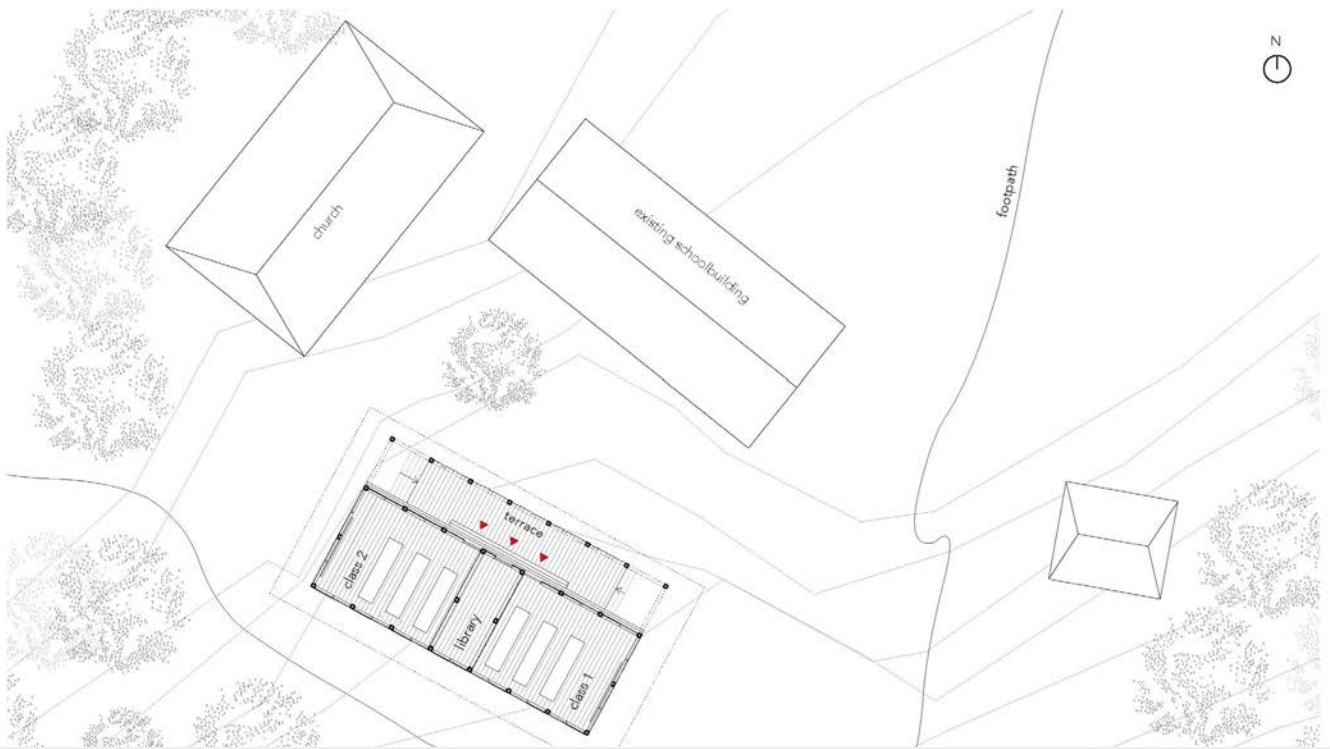 N
church
existing schoolbuilding
footpath
terrace
class 2
library
class 1